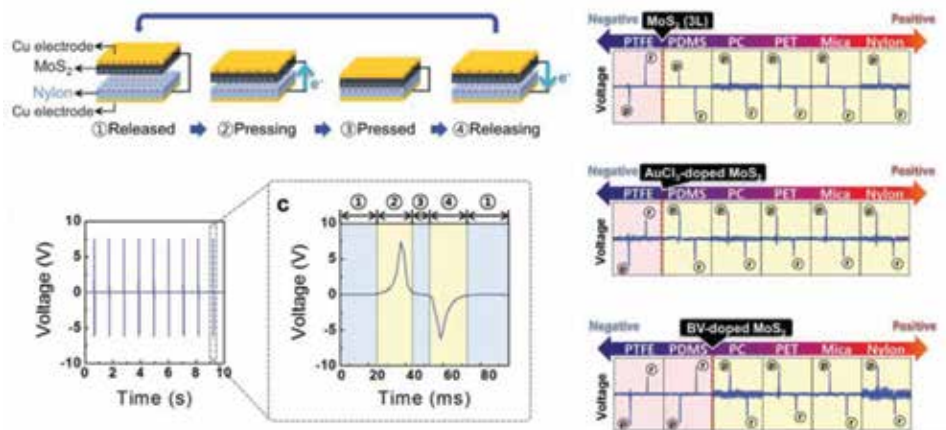 Cu electrode
MoS₂
Nylon
Cu electrode
e⁻
e⁻
①Released ②Pressing ③Pressed ④Releasing
Voltage (V)
10
5
0
-5
-10
0 2 4 6 8 10
Time (s)
c
① ② ③ ④ ①
Voltage (V)
10
5
0
-5
-10
0 20 40 60 80
Time (ms)
Negative MoS₂ (3L) Positive
PTFE PDMS PC PET Mica Nylon
Voltage
p r p r p r p r p r p r
Negative AuCl₃-doped MoS₂ Positive
PTFE PDMS PC PET Mica Nylon
Voltage
p r p r p r p r p r p r
Negative BV-doped MoS₂ Positive
PTFE PDMS PC PET Mica Nylon
Voltage
p r p r p r p r p r p r